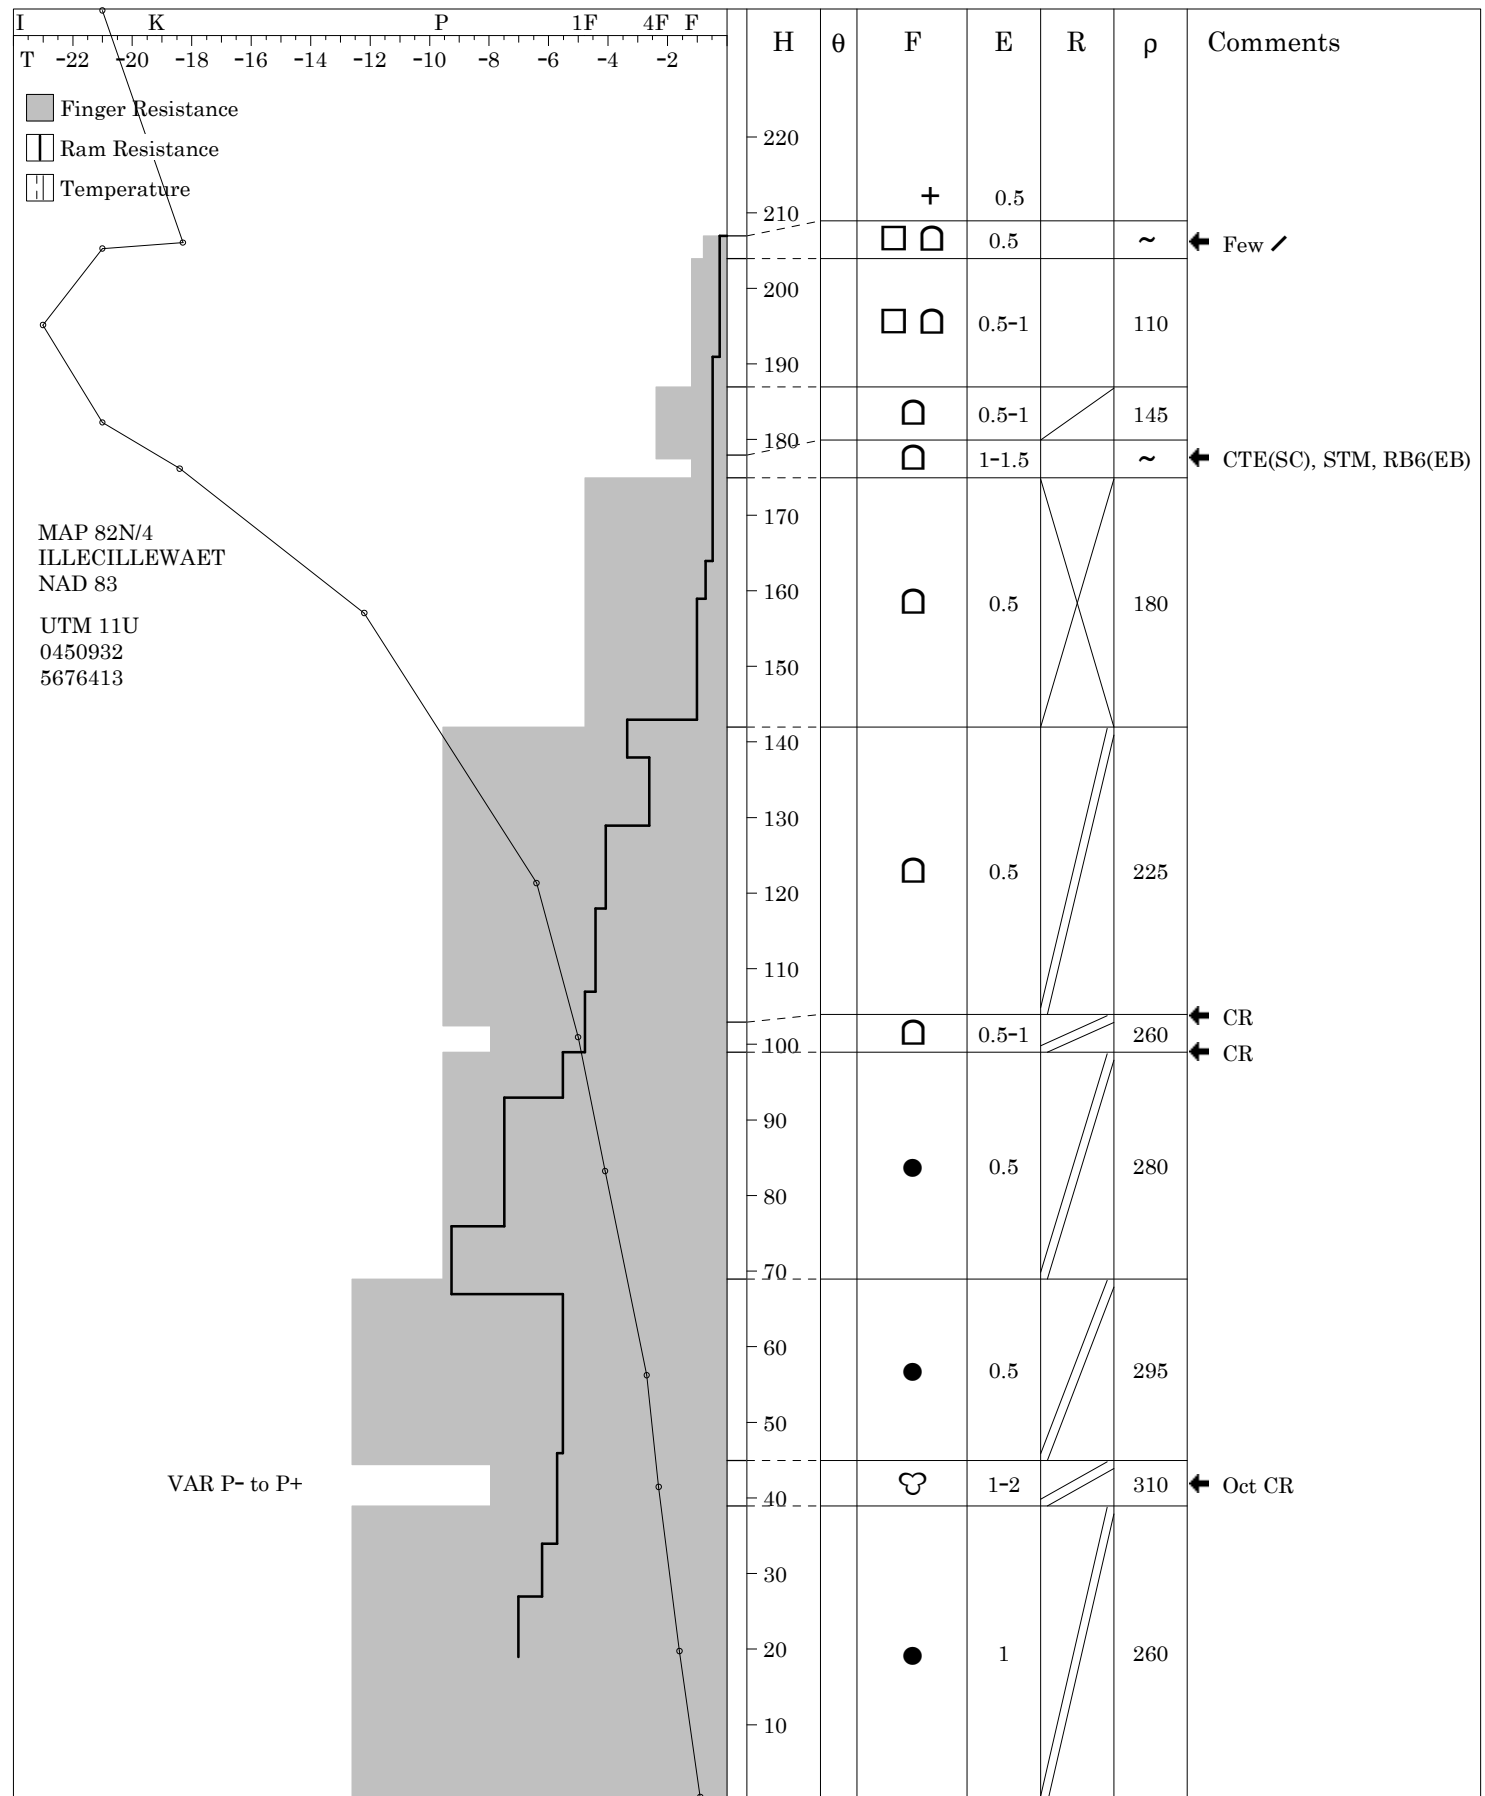 I K P 1F 4F F
T -22 -20 -18 -16 -14 -12 -10 -8 -6 -4 -2
H θ F E R ρ Comments
Finger Resistance
Ram Resistance
Temperature
220
+ 0.5
210
0.5 ~ Few
200
0.5-1 110
190
0.5-1 145
180
1-1.5 ~ CTE(SC), STM, RB6(EB)
170
MAP 82N/4
ILLECILLEWAET
NAD 83
UTM 11U
0450932
5676413
160
0.5 180
150
140
130
0.5 225
120
110
CR
0.5-1 260
100
CR
90
0.5 280
80
70
60
0.5 295
50
VAR P- to P+
1-2 310 Oct CR
40
30
20
1 260
10